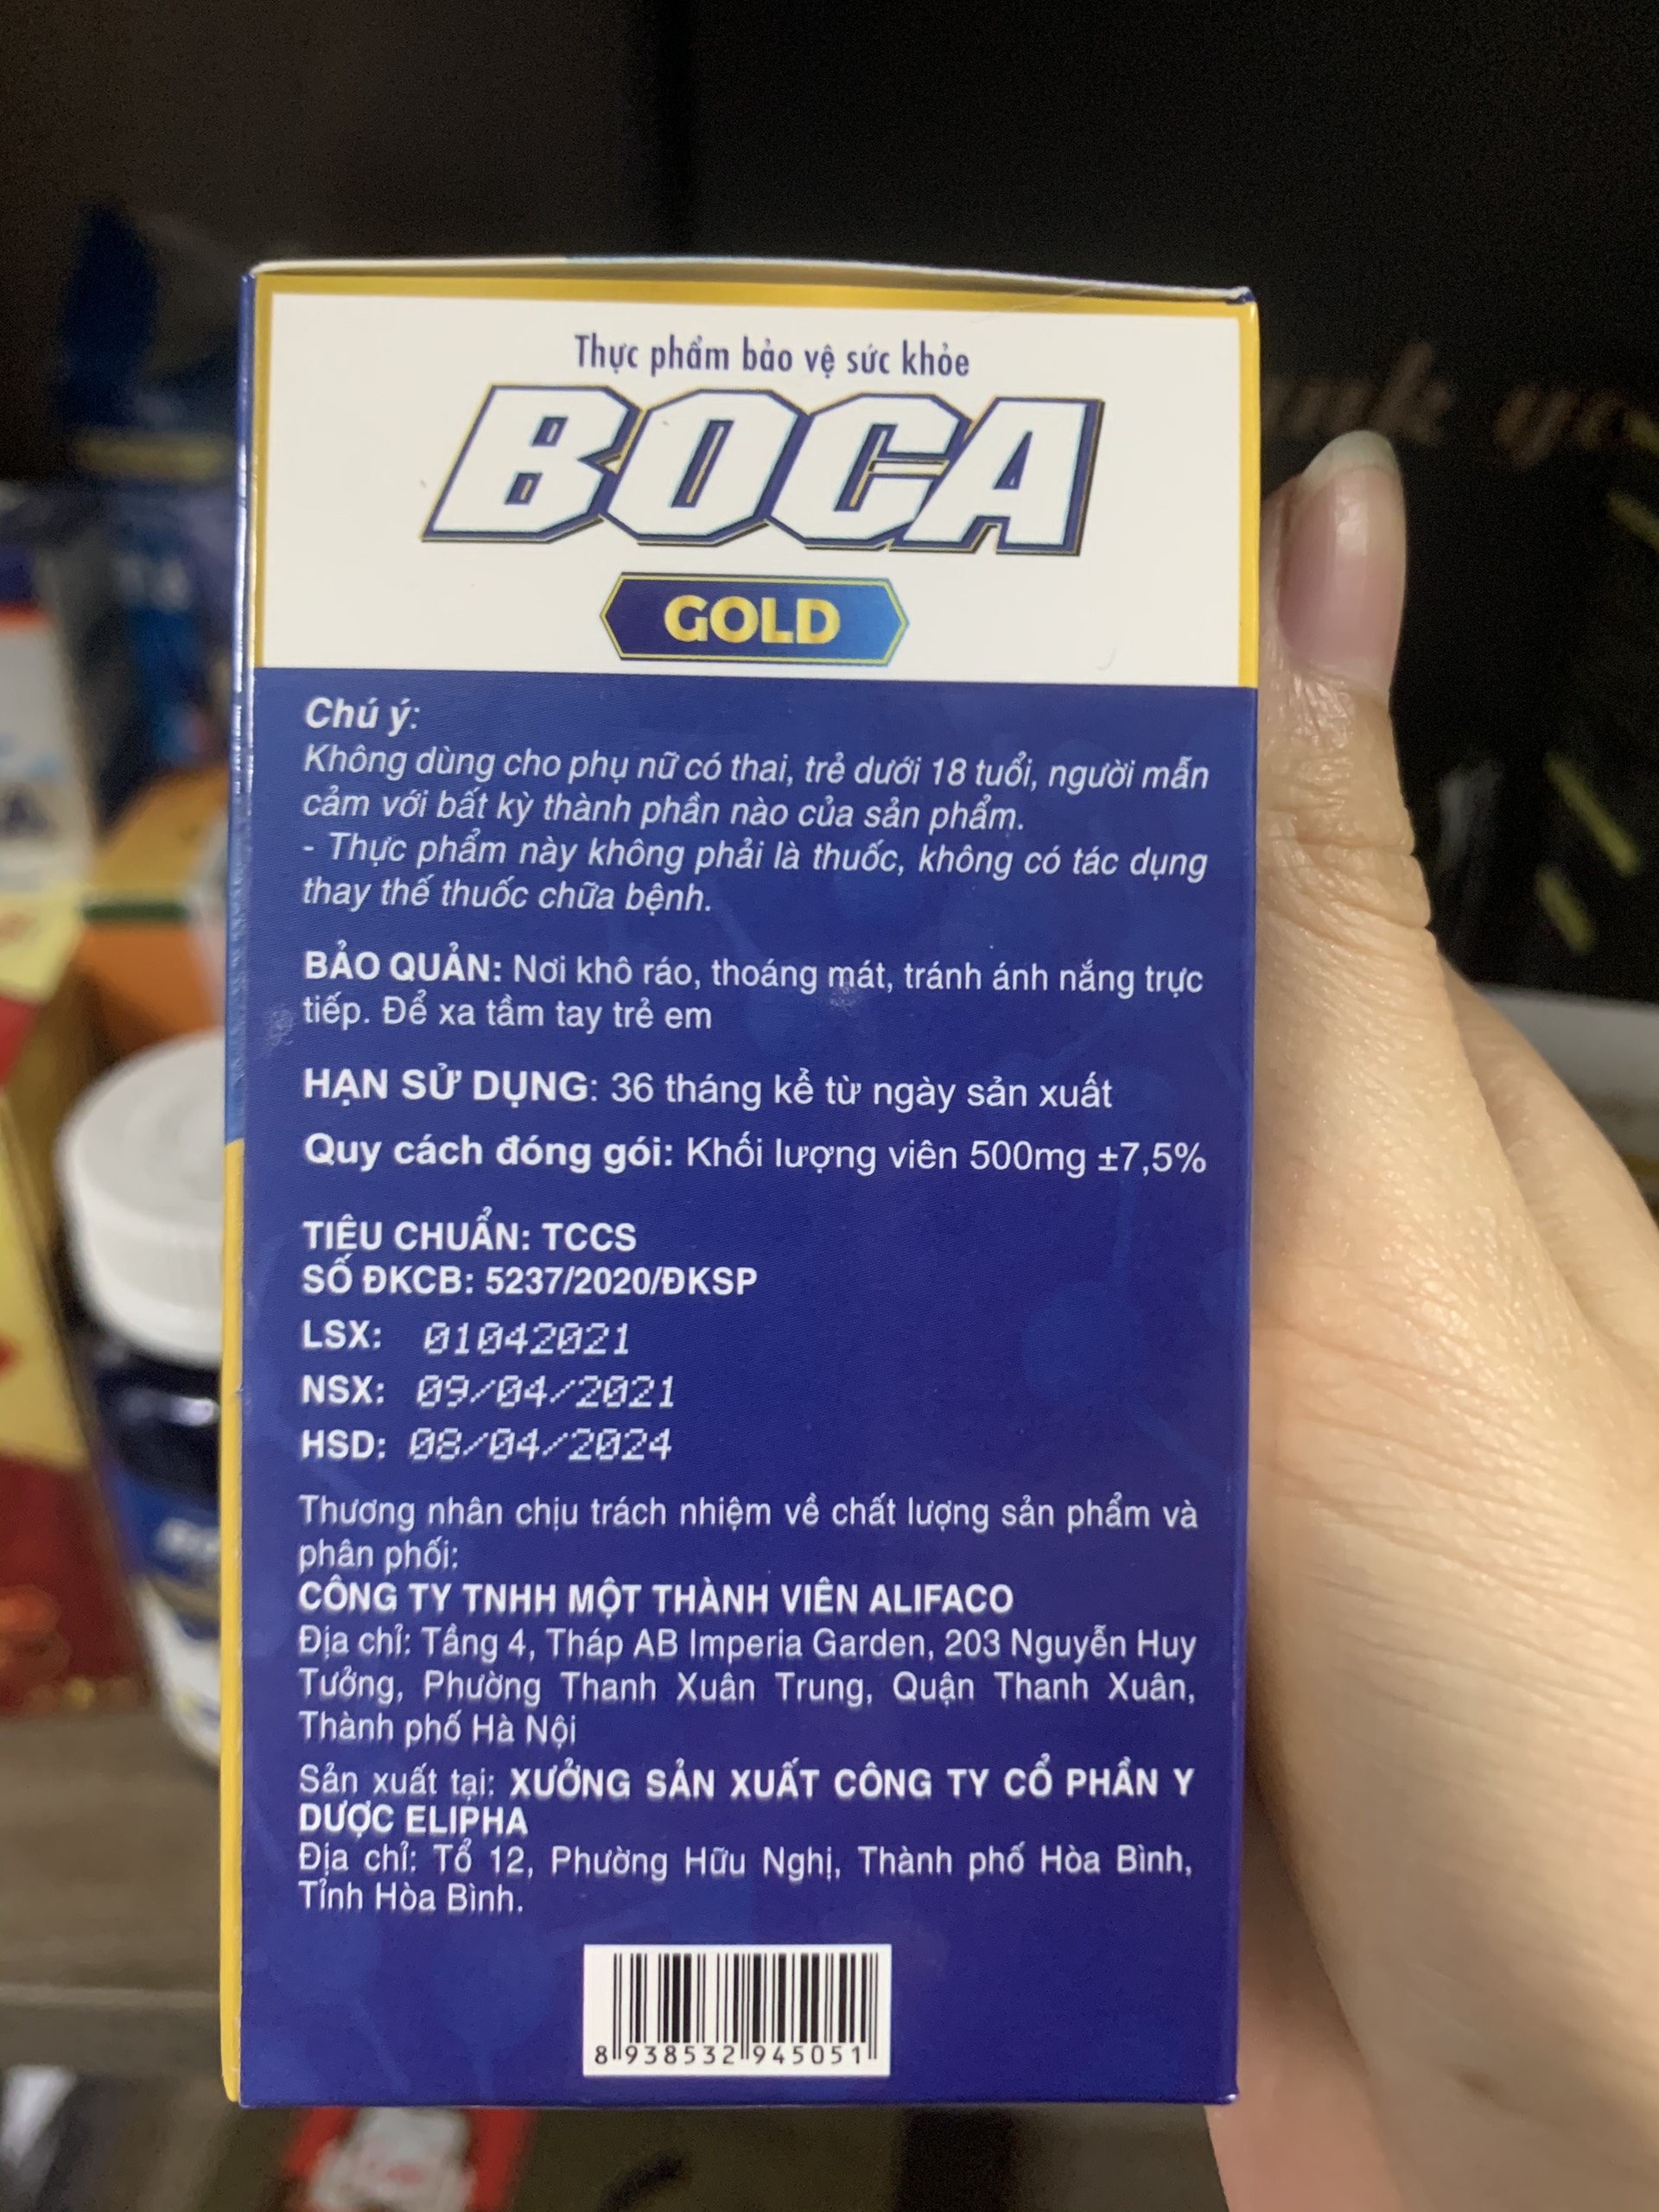 Thực phẩm bảo vệ sức khỏe
BOCA
GOLD
Chú ý:
Không dùng cho phụ nữ có thai, trẻ dưới 18 tuổi, người mẫn
cảm với bất kỳ thành phần nào của sản phẩm.
- Thực phẩm này không phải là thuốc, không có tác dụng
thay thế thuốc chữa bệnh.
BẢO QUẢN: Nơi khô ráo, thoáng mát, tránh ánh nắng trực
tiếp. Để xa tầm tay trẻ em
HẠN SỬ DỤNG: 36 tháng kể từ ngày sản xuất
Quy cách đóng gói: Khối lượng viên 500mg ±7,5%
TIÊU CHUẨN: TCCS
SỐ ĐKCB: 5237/2020/ĐKSP
LSX: 01042021
NSX: 09/04/2021
HSD: 08/04/2024
Thương nhân chịu trách nhiệm về chất lượng sản phẩm và
phân phối:
CÔNG TY TNHH MỘT THÀNH VIÊN ALIFACO
Địa chỉ: Tầng 4, Tháp AB Imperia Garden, 203 Nguyễn Huy
Tưởng, Phường Thanh Xuân Trung, Quận Thanh Xuân,
Thành phố Hà Nội
Sản xuất tại: XƯỞNG SẢN XUẤT CÔNG TY CỔ PHẦN Y
DƯỢC ELIPHA
Địa chỉ: Tổ 12, Phường Hữu Nghị, Thành phố Hòa Bình,
Tỉnh Hòa Bình.
8 938532 945051